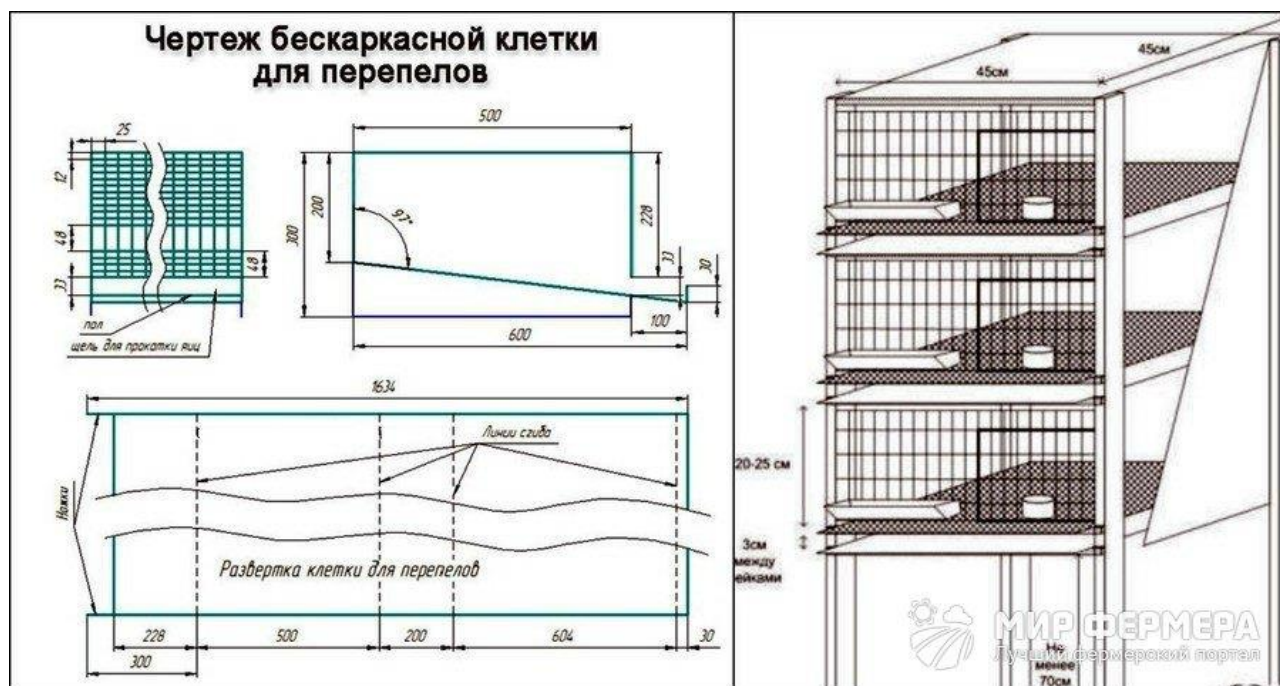 Чертеж бескаркасной клетки
для перепелов
25
12
48
33
48
пол
щель для прокатки яиц
500
200
300
97°
228
33
30
100
600
1634
Линии сгиба
Ножки
Развертка клетки для перепелов
228
500
200
604
30
300
45см
45см
20-25 см
3см
между
ейками
Не
менее
70см
МИР ФЕРМЕРА
Лучший фермерский портал